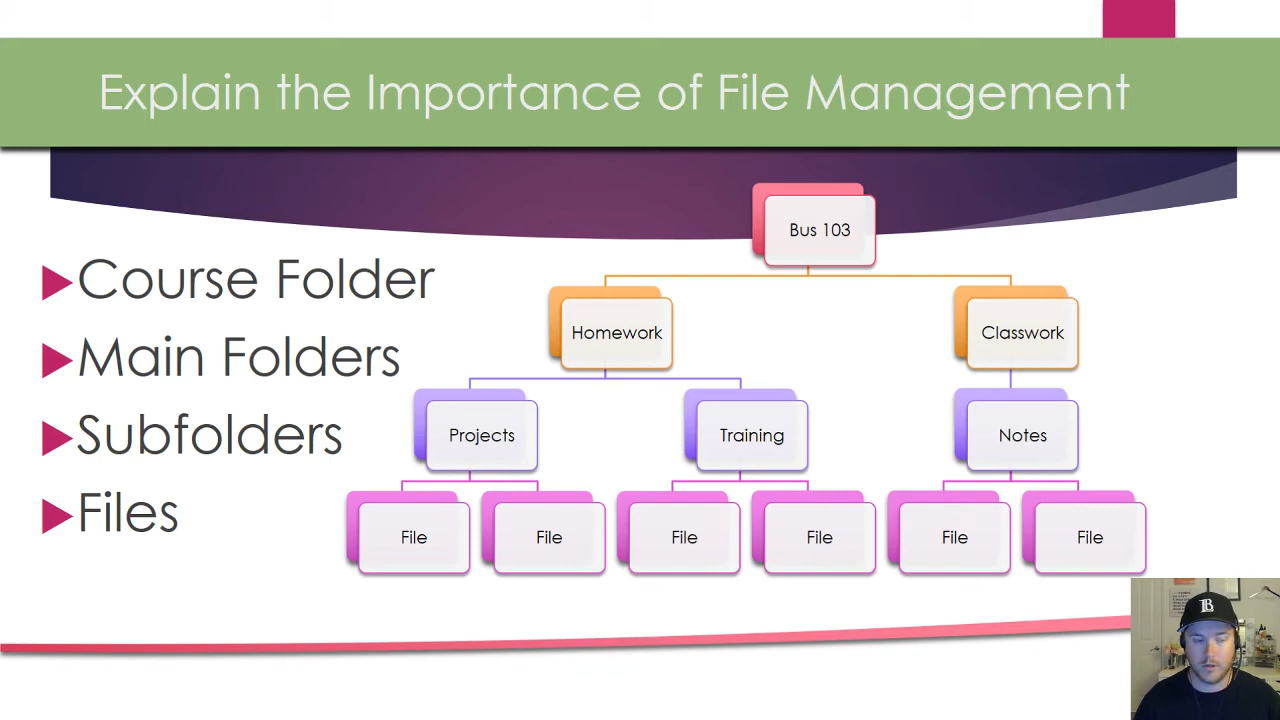 Explain the Importance of File Management
Course Folder
Main Folders
Subfolders
Files
Bus 103
Homework
Classwork
Projects
Training
Notes
File
File
File
File
File
File